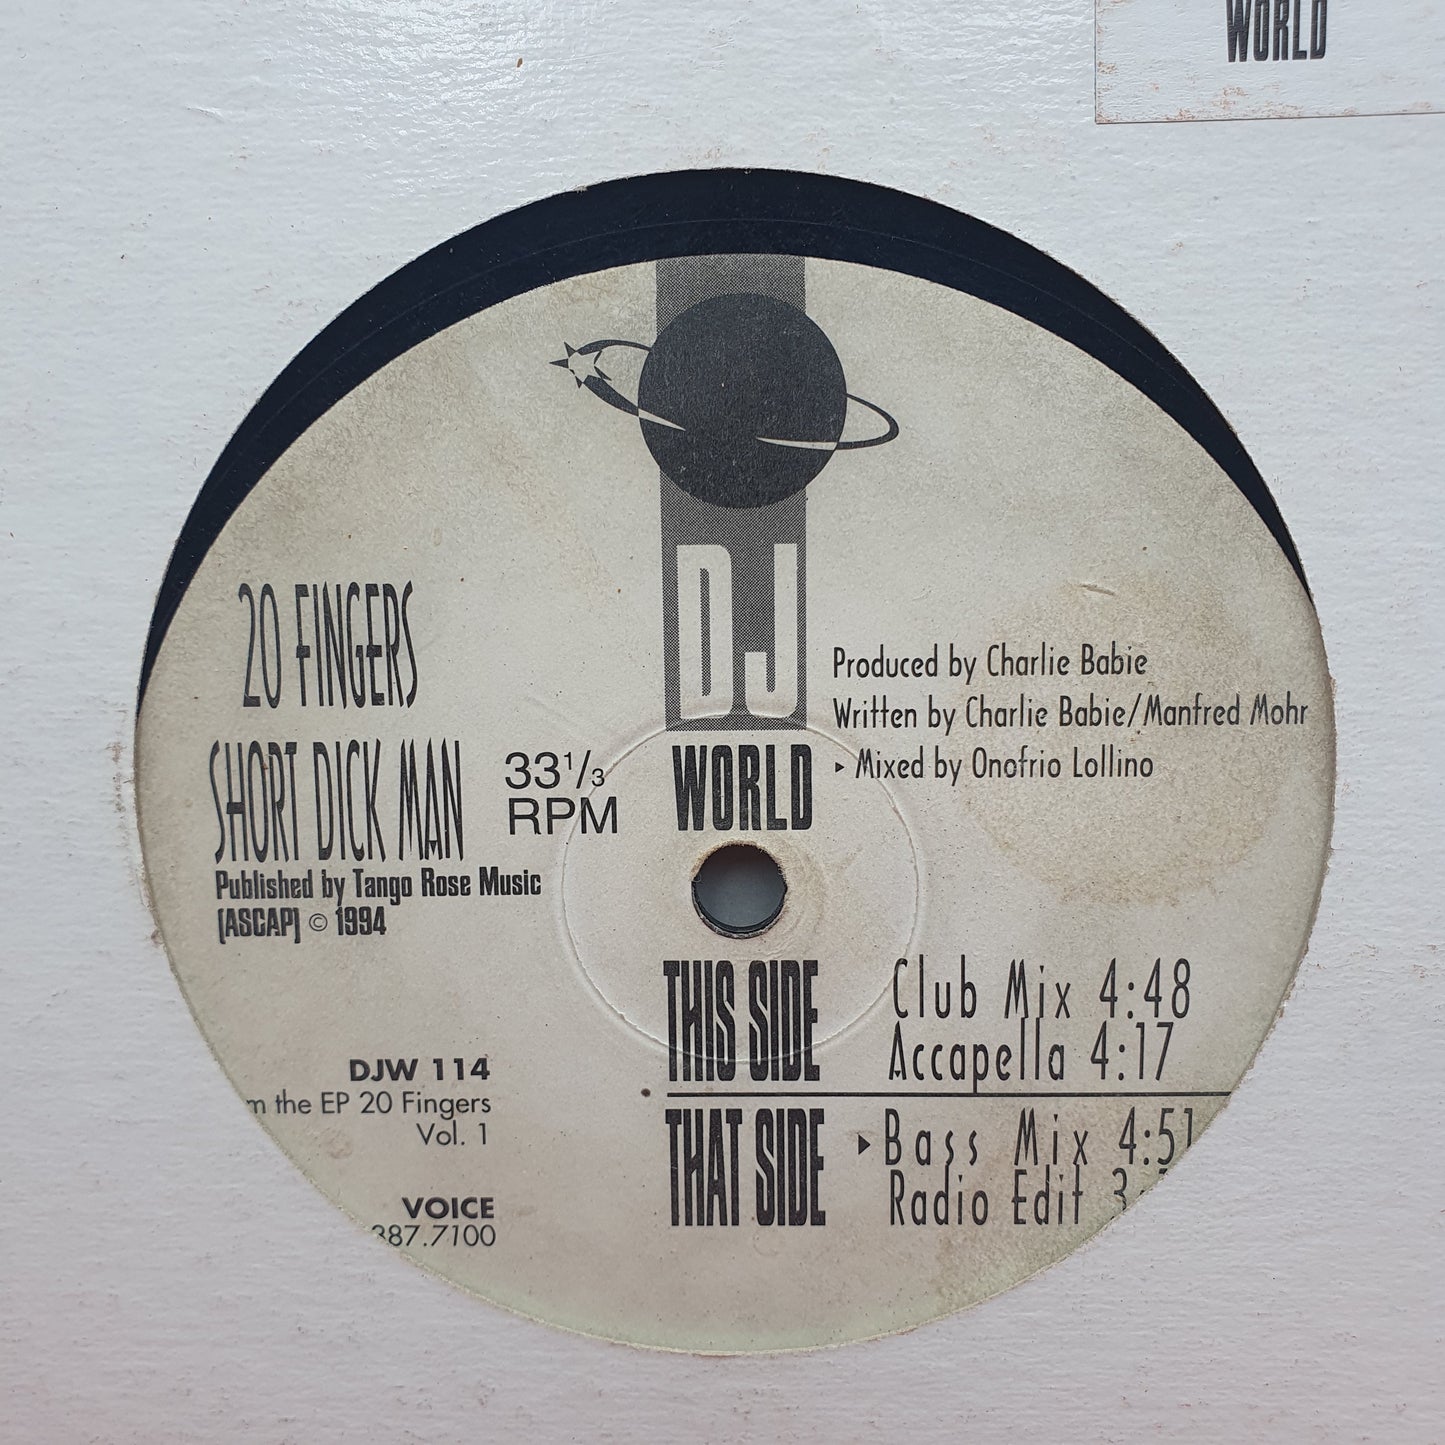 WORLD
20 FINGERS
SHORT DICK MAN
33 1/3
RPM
Published by Tango Rose Music
[ASCAP] © 1994
DJ
WORLD
Produced by Charlie Babie
Written by Charlie Babie/Manfred Mohr
▸ Mixed by Onofrio Lollino
THIS SIDE
Club Mix 4:48
Accapella 4:17
THAT SIDE
▸ Bass Mix 4:51
Radio Edit
DJW 114
the EP 20 Fingers
Vol. 1
VOICE
387.7100